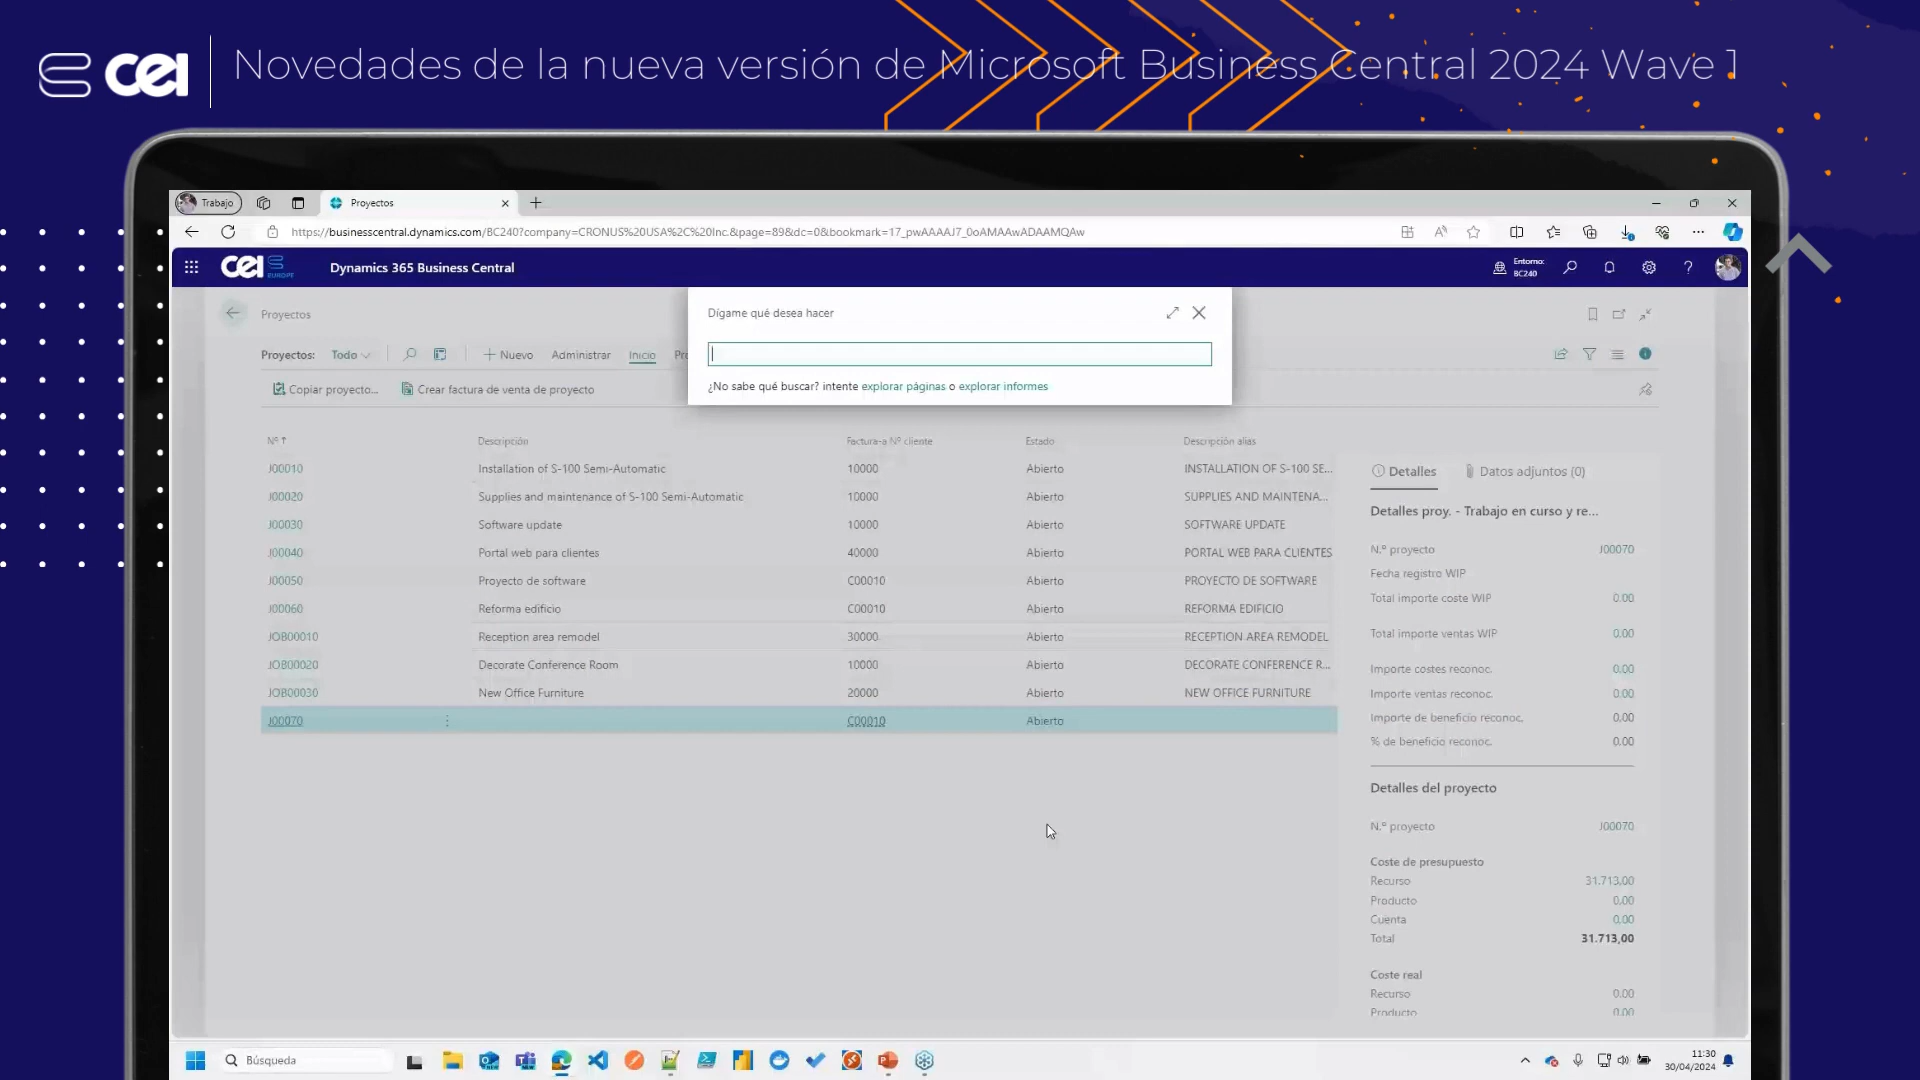 cei
Novedades de la nueva versión de Microsoft Business Central 2024 Wave 1
Trabajo
Proyectos
https://businesscentral.dynamics.com/BC240?company=CRONUS%20USA%2C%20Inc.&page=89&dc=0&bookmark=17_pwAAAAJ7_0oAMAAwADAAMQAw
cei EUROPE
Dynamics 365 Business Central
Entorno:
BC240
?
Dígame qué desea hacer
¿No sabe qué buscar? intente explorar páginas o explorar informes
Proyectos
Proyectos: Todo
Nuevo
Administrar
Inicio
Copiar proyecto...
Crear factura de venta de proyecto
Nº ↑ Descripción Factura-a Nº cliente Estado Descripción alias
J00010 Installation of S-100 Semi-Automatic 10000 Abierto INSTALLATION OF S-100 SE...
J00020 Supplies and maintenance of S-100 Semi-Automatic 10000 Abierto SUPPLIES AND MAINTENA...
J00030 Software update 10000 Abierto SOFTWARE UPDATE
J00040 Portal web para clientes 40000 Abierto PORTAL WEB PARA CLIENTES
J00050 Proyecto de software C00010 Abierto PROYECTO DE SOFTWARE
J00060 Reforma edificio C00010 Abierto REFORMA EDIFICIO
JOB00010 Reception area remodel 30000 Abierto RECEPTION AREA REMODEL
JOB00020 Decorate Conference Room 10000 Abierto DECORATE CONFERENCE R...
JOB00030 New Office Furniture 20000 Abierto NEW OFFICE FURNITURE
J00070 C00010 Abierto
Detalles
Datos adjuntos (0)
Detalles proy. - Trabajo en curso y re...
N.º proyecto J00070
Fecha registro WIP
Total importe coste WIP 0.00
Total importe ventas WIP 0.00
Importe costes reconoc. 0.00
Importe ventas reconoc. 0.00
Importe de beneficio reconoc. 0.00
% de beneficio reconoc. 0.00
Detalles del proyecto
N.º proyecto J00070
Coste de presupuesto
Recurso 31.713,00
Producto 0.00
Cuenta 0.00
Total 31.713,00
Coste real
Recurso 0.00
Producto 0.00
Búsqueda
11:30
30/04/2024